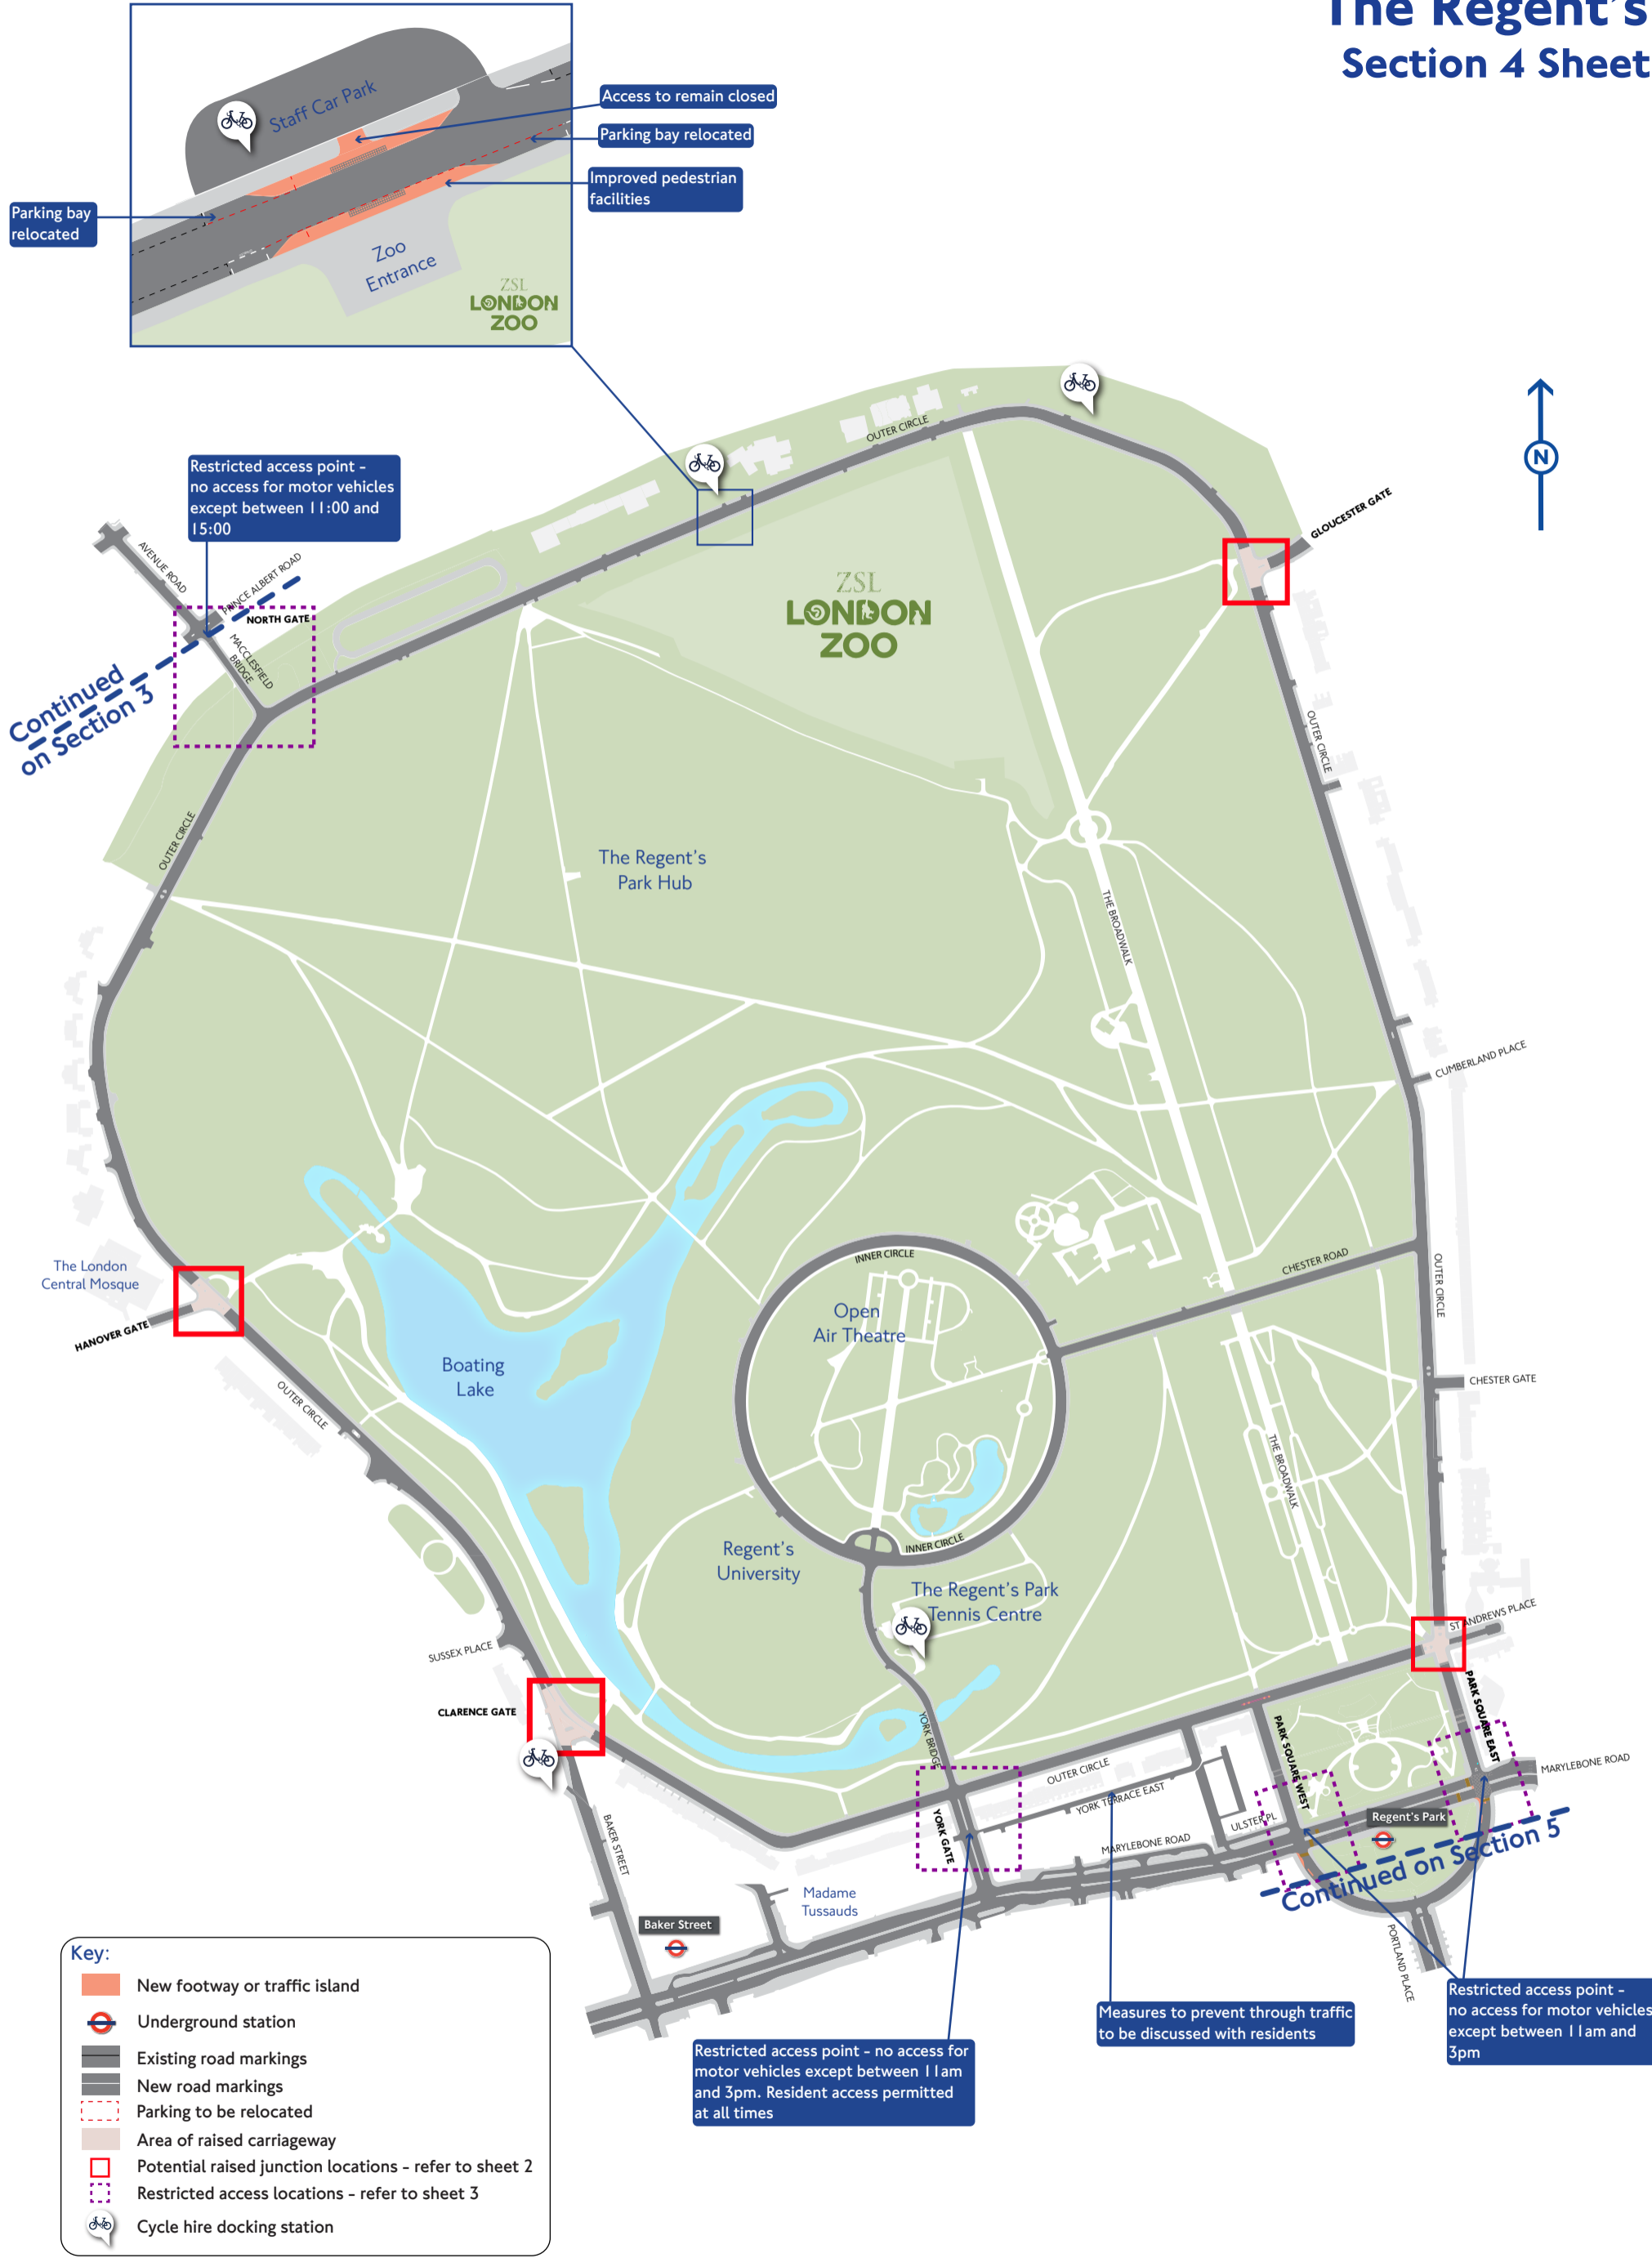 The Regent's
Section 4 Sheet
Staff Car Park
Access to remain closed
Parking bay relocated
Improved pedestrian
facilities
Parking bay
relocated
Zoo
Entrance
ZSL
LONDON
ZOO
OUTER CIRCLE
N
Restricted access point -
no access for motor vehicles
except between 11:00 and
15:00
GLOUCESTER GATE
AVENUE ROAD
PRINCE ALBERT ROAD
NORTH GATE
MACCLESFIELD
BRIDGE
ZSL
LONDON
ZOO
Continued
on Section 3
OUTER CIRCLE
OUTER CIRCLE
The Regent's
Park Hub
THE BROADWALK
CUMBERLAND PLACE
The London
Central Mosque
HANOVER GATE
INNER CIRCLE
CHESTER ROAD
OUTER CIRCLE
Open
Air Theatre
Boating
Lake
CHESTER GATE
OUTER CIRCLE
THE BROADWALK
INNER CIRCLE
Regent's
University
The Regent's Park
Tennis Centre
ST ANDREWS PLACE
SUSSEX PLACE
CLARENCE GATE
YORK BRIDGE
PARK SQUARE EAST
PARK SQUARE WEST
OUTER CIRCLE
MARYLEBONE ROAD
YORK TERRACE EAST
YORK GATE
ULSTER PL
Regent's Park
BAKER STREET
MARYLEBONE ROAD
Continued on Section 5
Madame
Tussauds
Baker Street
PORTLAND PLACE
Restricted access point -
no access for motor vehicles
except between 11am and
3pm
Measures to prevent through traffic
to be discussed with residents
Restricted access point - no access for
motor vehicles except between 11am
and 3pm. Resident access permitted
at all times
Key:
New footway or traffic island
Underground station
Existing road markings
New road markings
Parking to be relocated
Area of raised carriageway
Potential raised junction locations - refer to sheet 2
Restricted access locations - refer to sheet 3
Cycle hire docking station